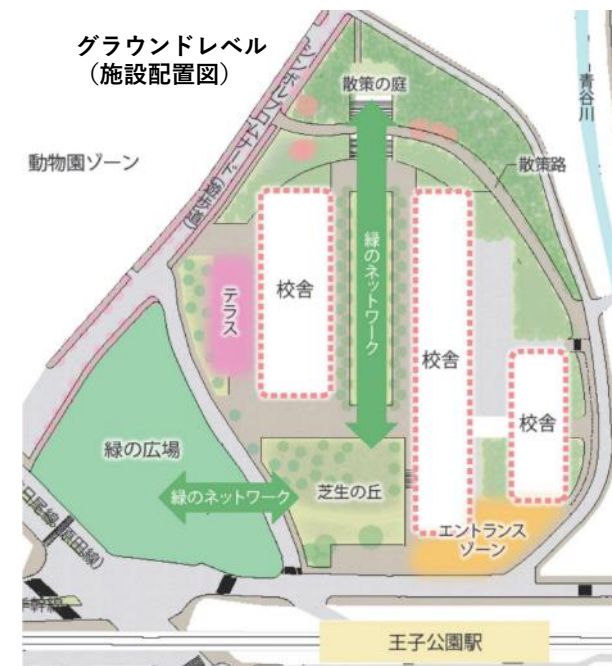 グラウンドレベル
（施設配置図）
シンボルプロムナード（遊歩道）
散策の庭
青谷川
動物園ゾーン
散策路
緑のネットワーク
テラス
校舎
校舎
校舎
緑の広場
緑のネットワーク
芝生の丘
エントランス
ゾーン
王子公園駅